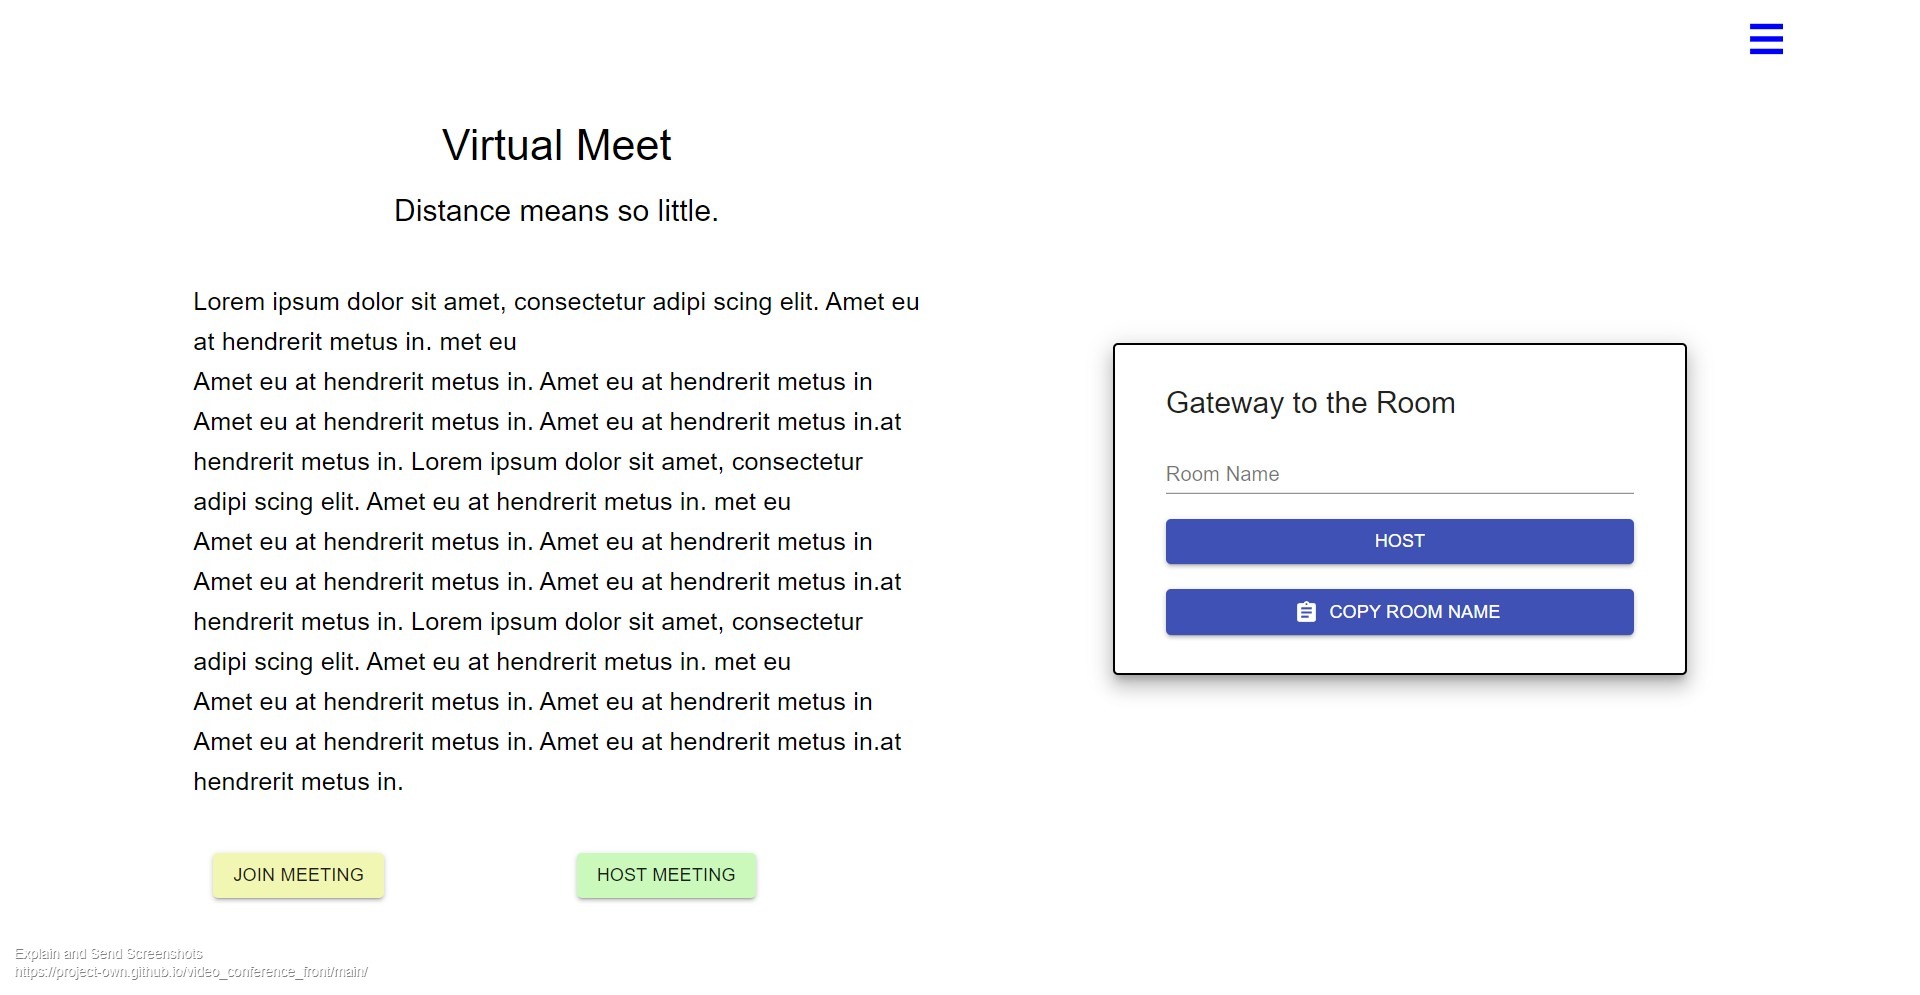 Virtual Meet
Distance means so little.
Lorem ipsum dolor sit amet, consectetur adipi scing elit. Amet eu
at hendrerit metus in. met eu
Amet eu at hendrerit metus in. Amet eu at hendrerit metus in
Amet eu at hendrerit metus in. Amet eu at hendrerit metus in.at
hendrerit metus in. Lorem ipsum dolor sit amet, consectetur
adipi scing elit. Amet eu at hendrerit metus in. met eu
Amet eu at hendrerit metus in. Amet eu at hendrerit metus in
Amet eu at hendrerit metus in. Amet eu at hendrerit metus in.at
hendrerit metus in. Lorem ipsum dolor sit amet, consectetur
adipi scing elit. Amet eu at hendrerit metus in. met eu
Amet eu at hendrerit metus in. Amet eu at hendrerit metus in
Amet eu at hendrerit metus in. Amet eu at hendrerit metus in.at
hendrerit metus in.
JOIN MEETING
HOST MEETING
Gateway to the Room
Room Name
HOST
COPY ROOM NAME
Explain and Send Screenshots
https://project-own.github.io/video_conference_front/main/